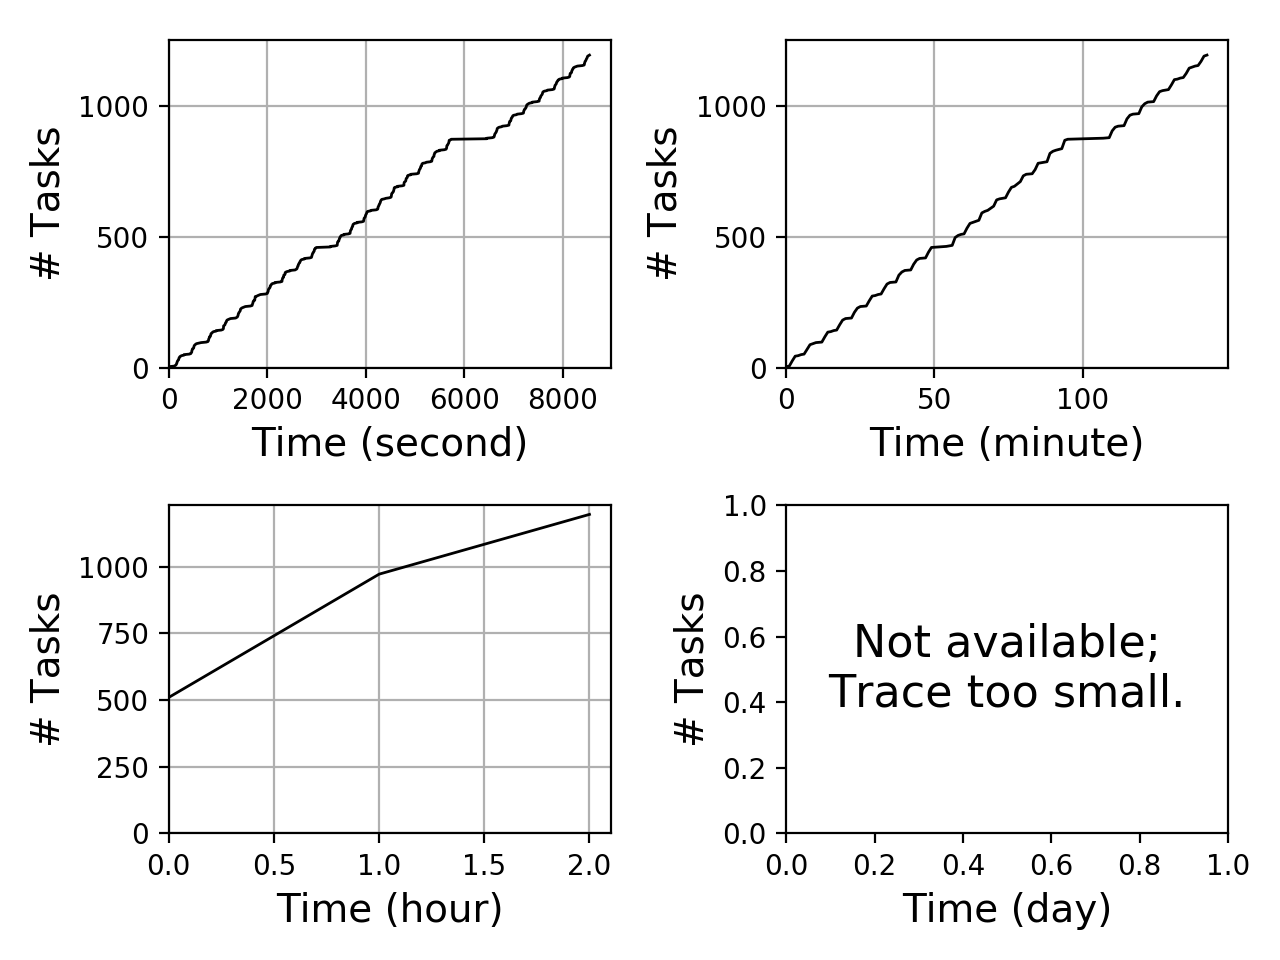 # Tasks
1000
500
0
0 2000 4000 6000 8000
Time (second)
# Tasks
1000
500
0
0 50 100
Time (minute)
# Tasks
1000
750
500
250
0
0.0 0.5 1.0 1.5 2.0
Time (hour)
# Tasks
1.0
0.8
0.6
0.4
0.2
0.0
Not available;
Trace too small.
0.0 0.2 0.4 0.6 0.8 1.0
Time (day)